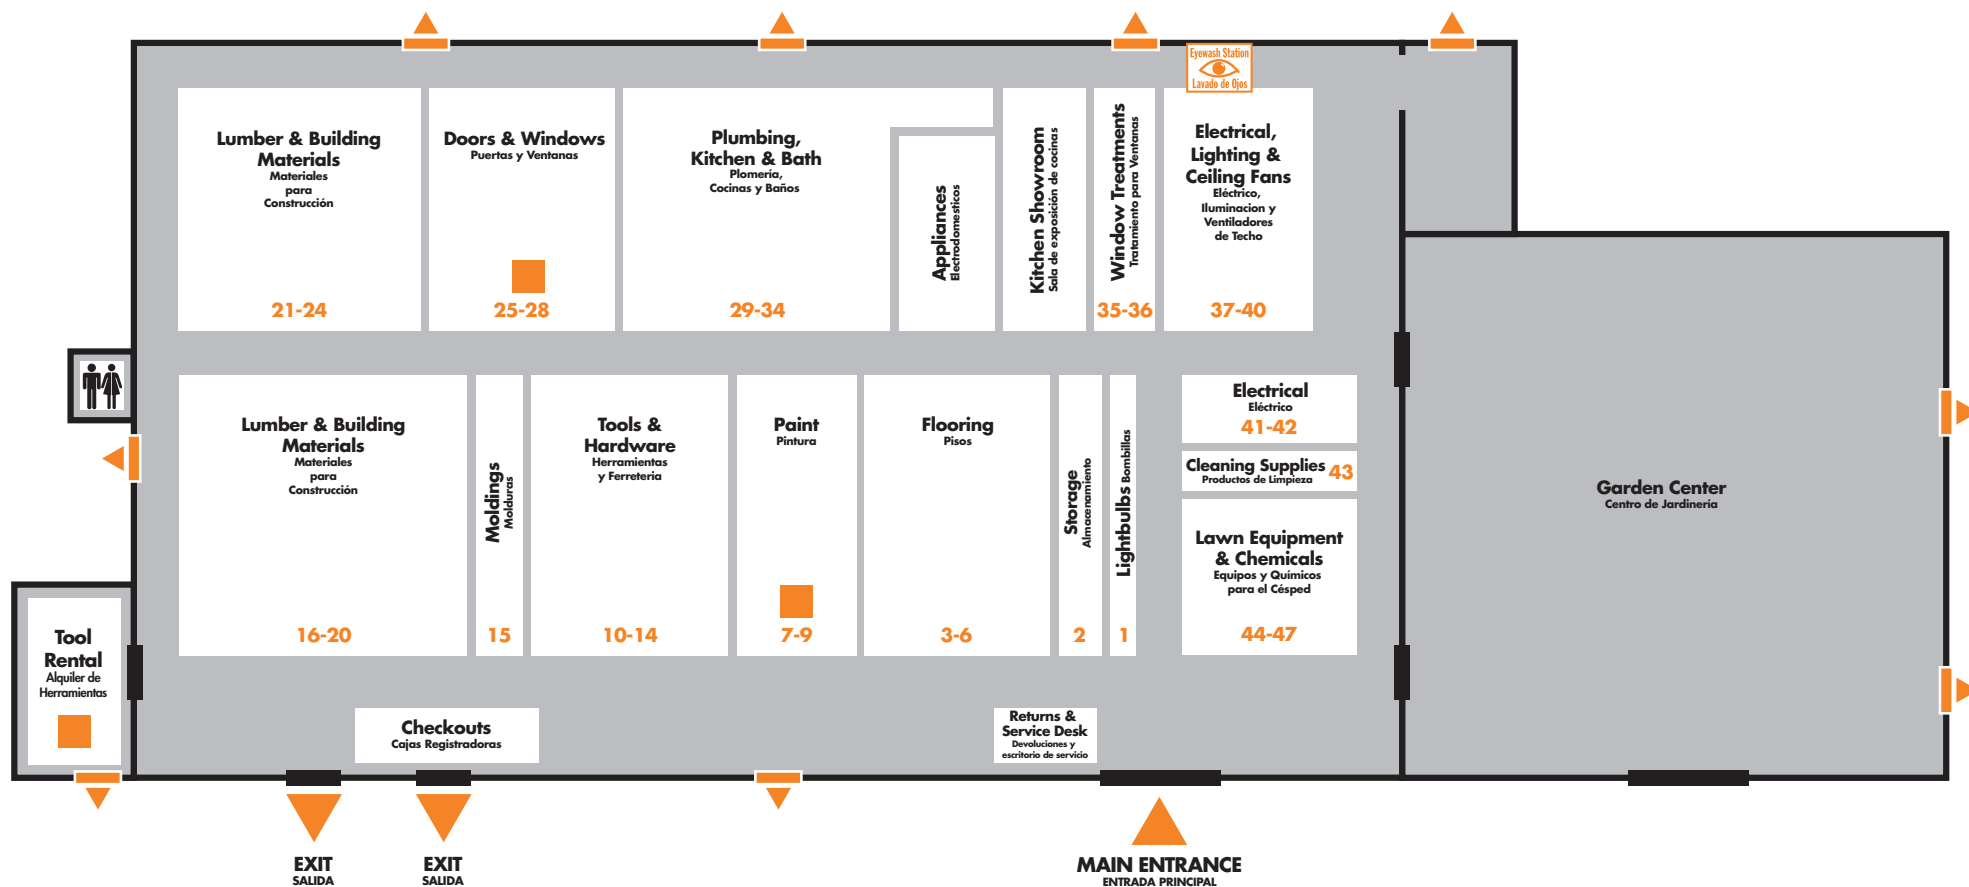 Eyewash Station
Lavado de Ojos
Lumber & Building
Materials
Materiales
para
Construcción
21-24
Doors & Windows
Puertas y Ventanas
25-28
Plumbing,
Kitchen & Bath
Plomería,
Cocinas y Baños
29-34
Appliances
Electrodomesticos
Kitchen Showroom
Sala de exposición de cocinas
Window Treatments
Tratamiento para Ventanas
35-36
Electrical,
Lighting &
Ceiling Fans
Eléctrico,
Iluminacion y
Ventiladores
de Techo
37-40
Lumber & Building
Materials
Materiales
para
Construcción
16-20
Moldings
Molduras
15
Tools &
Hardware
Herramientas
y Ferreteria
10-14
Paint
Pintura
7-9
Flooring
Pisos
3-6
Storage
Almacenamiento
2
Lightbulbs Bombillas
1
Electrical
Eléctrico
41-42
Cleaning Supplies 43
Productos de Limpieza
Lawn Equipment
& Chemicals
Equipos y Químicos
para el Césped
44-47
Garden Center
Centro de Jardinería
Tool
Rental
Alquiler de
Herramientas
Checkouts
Cajas Registradoras
Returns &
Service Desk
Devoluciones y
escritorio de servicio
EXIT
SALIDA
EXIT
SALIDA
MAIN ENTRANCE
ENTRADA PRINCIPAL